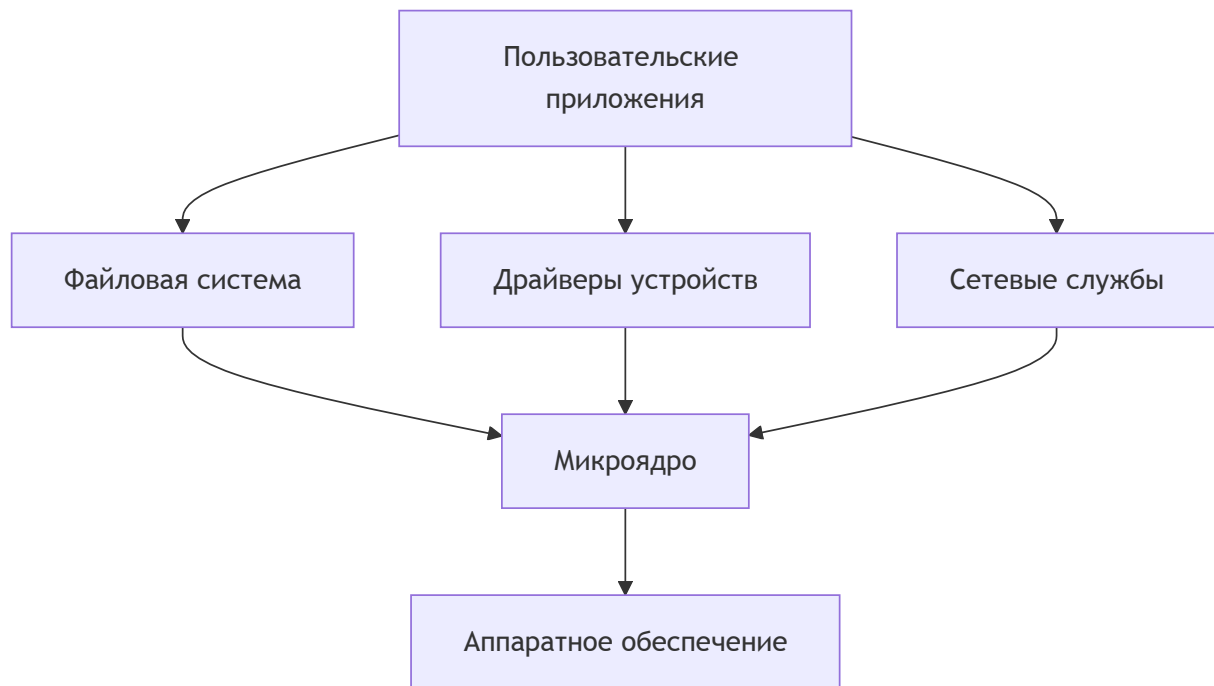 Пользовательские
приложения
Файловая система
Драйверы устройств
Сетевые службы
Микроядро
Аппаратное обеспечение